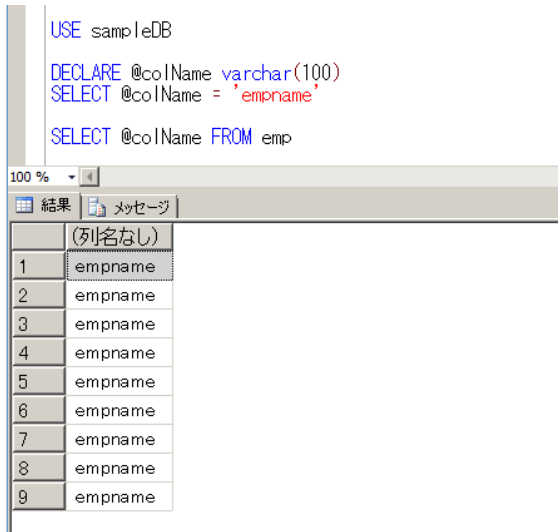 USE sampleDB
DECLARE @colName varchar(100)
SELECT @colName = 'empname'
SELECT @colName FROM emp
100 %
結果 メッセージ
(列名なし)
1 empname
2 empname
3 empname
4 empname
5 empname
6 empname
7 empname
8 empname
9 empname